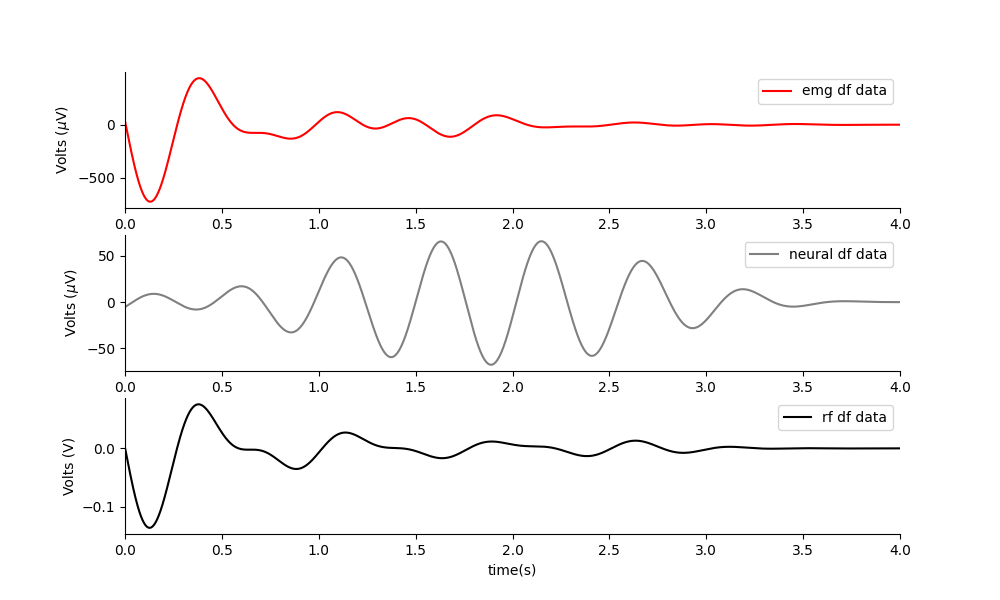 emg df data
Volts (μV)
0
−500
0.0 0.5 1.0 1.5 2.0 2.5 3.0 3.5 4.0
neural df data
Volts (μV)
50
0
−50
0.0 0.5 1.0 1.5 2.0 2.5 3.0 3.5 4.0
rf df data
Volts (V)
0.0
−0.1
0.0 0.5 1.0 1.5 2.0 2.5 3.0 3.5 4.0
time(s)